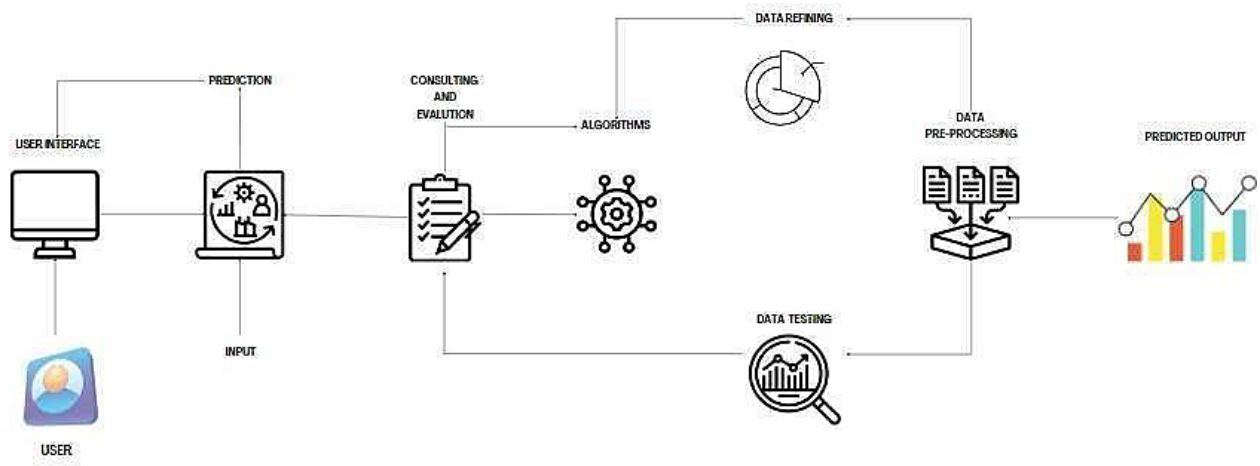 DATA REFINING
PREDICTION
CONSULTING
AND
EVALUTION
ALGORITHMS
DATA
PRE-PROCESSING
PREDICTED OUTPUT
USER INTERFACE
DATA TESTING
INPUT
USER